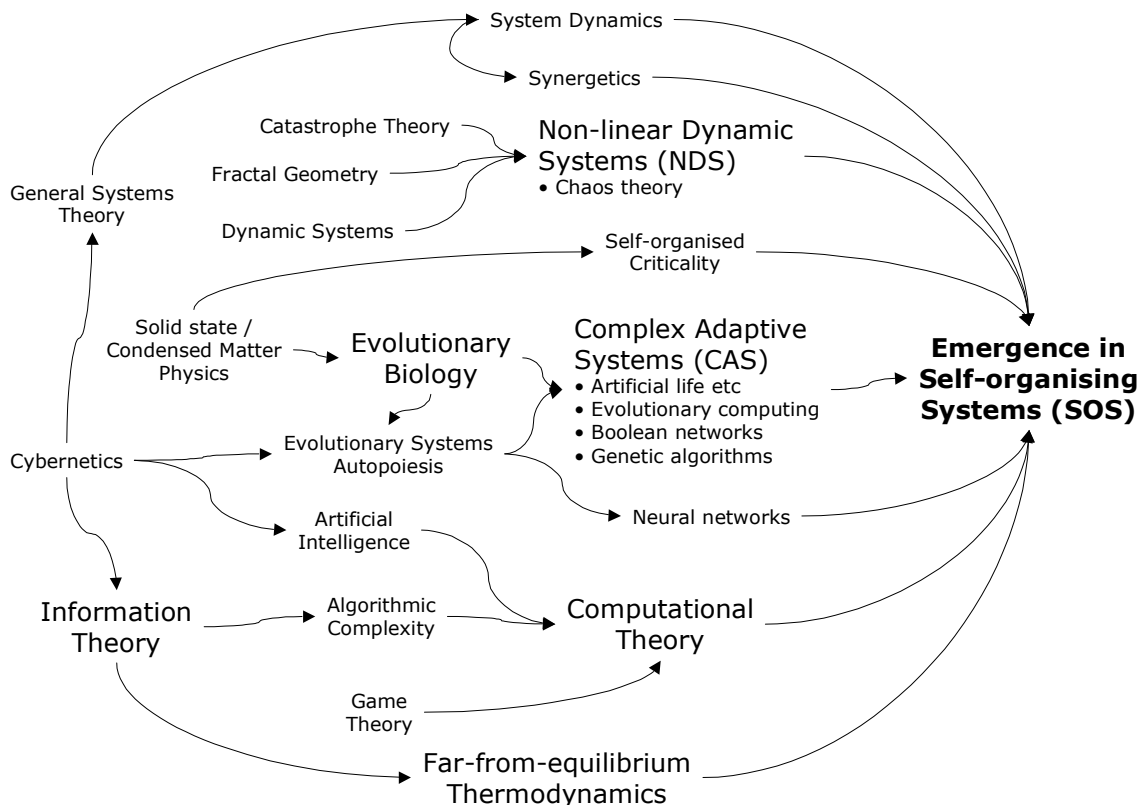 System Dynamics
Synergetics
Catastrophe Theory
Non-linear Dynamic
Systems (NDS)
• Chaos theory
Fractal Geometry
General Systems
Theory
Dynamic Systems
Self-organised
Criticality
Solid state /
Condensed Matter
Physics
Evolutionary
Biology
Complex Adaptive
Systems (CAS)
• Artificial life etc
• Evolutionary computing
• Boolean networks
• Genetic algorithms
Emergence in
Self-organising
Systems (SOS)
Cybernetics
Evolutionary Systems
Autopoiesis
Artificial
Intelligence
Neural networks
Information
Theory
Algorithmic
Complexity
Computational
Theory
Game
Theory
Far-from-equilibrium
Thermodynamics